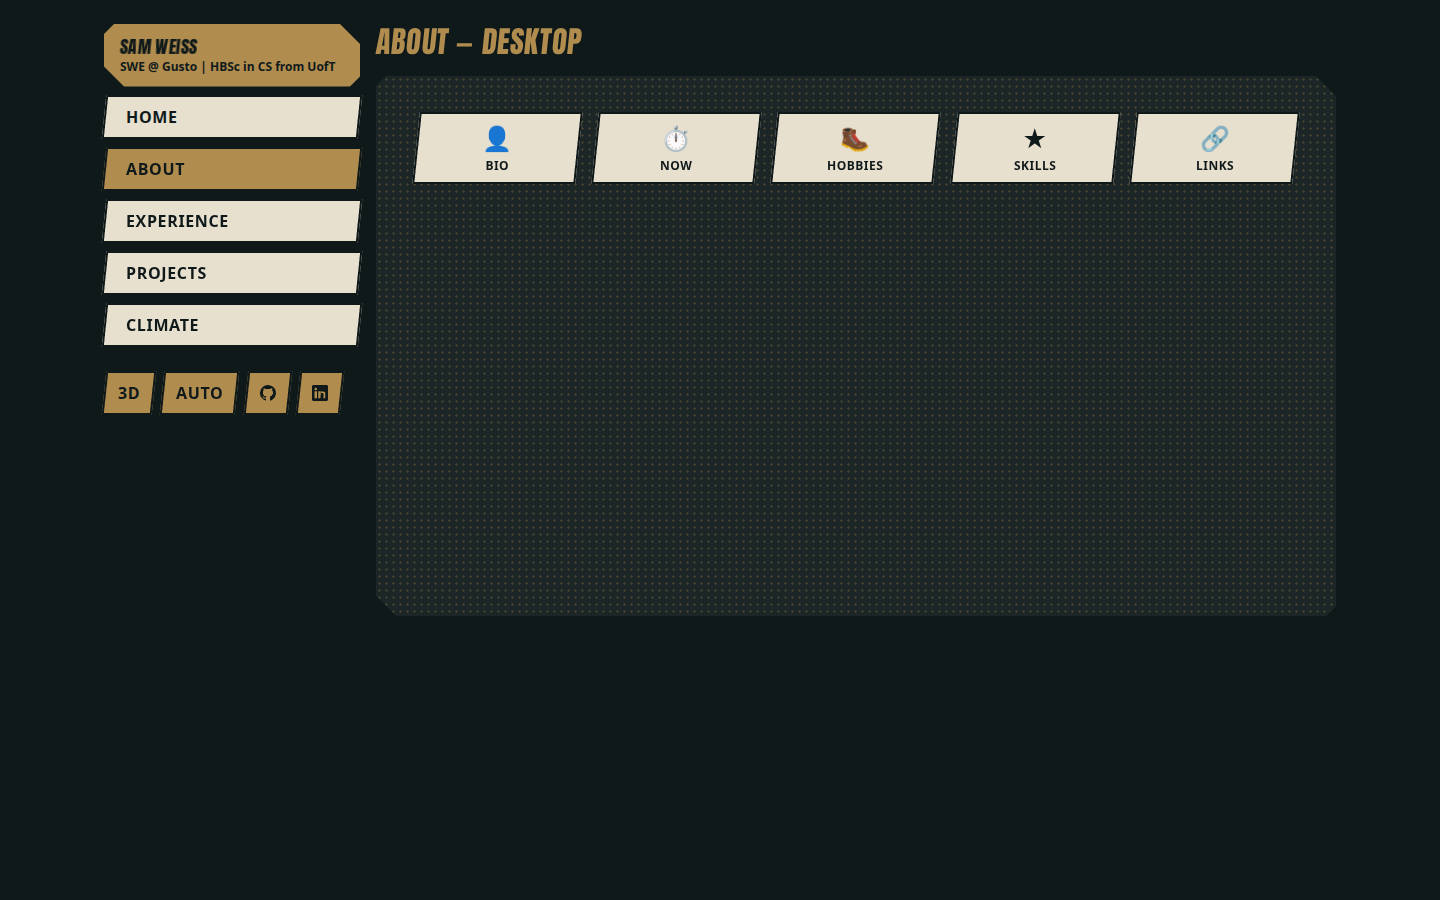 SAM WEISS
SWE @ Gusto | HBSc in CS from UofT
HOME
ABOUT
EXPERIENCE
PROJECTS
CLIMATE
3D
AUTO
ABOUT — DESKTOP
BIO
NOW
HOBBIES
SKILLS
LINKS